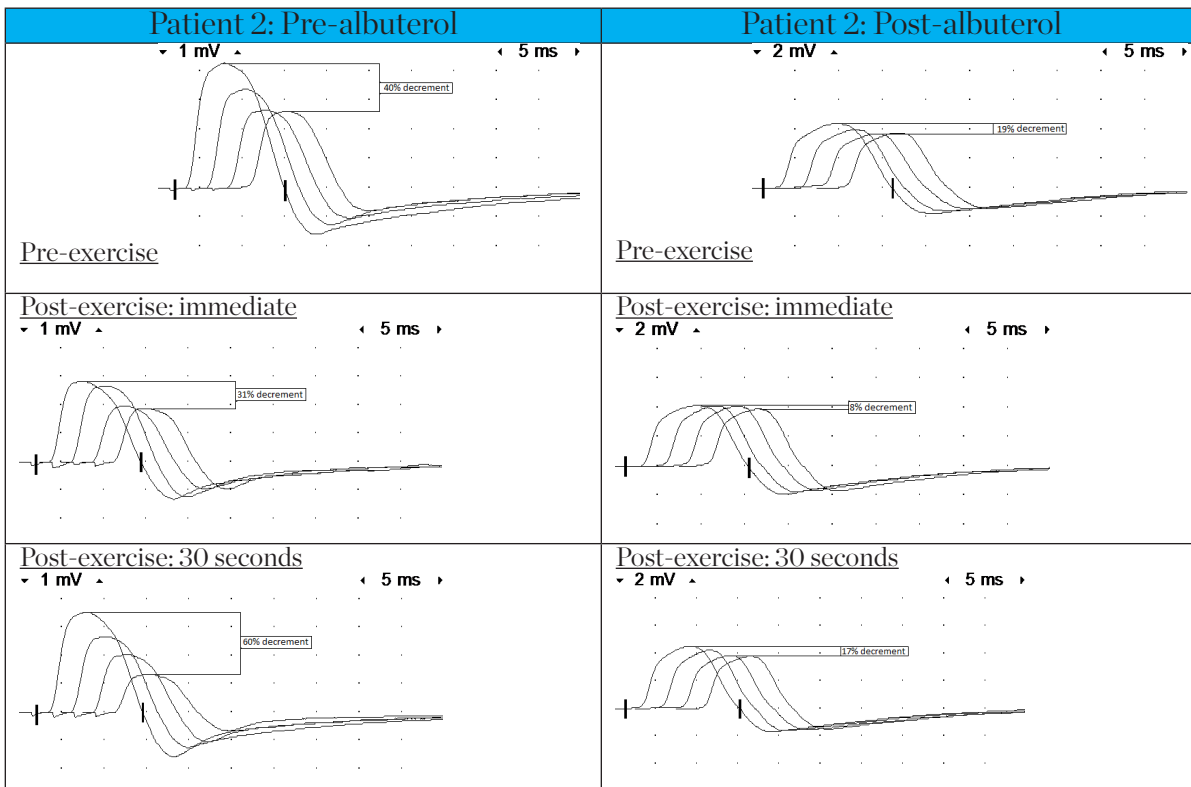 Patient 2: Pre-albuterol
Patient 2: Post-albuterol
1 mV
5 ms
40% decrement
Pre-exercise
2 mV
5 ms
19% decrement
Pre-exercise
Post-exercise: immediate
1 mV
5 ms
31% decrement
Post-exercise: immediate
2 mV
5 ms
8% decrement
Post-exercise: 30 seconds
1 mV
5 ms
60% decrement
Post-exercise: 30 seconds
2 mV
5 ms
17% decrement